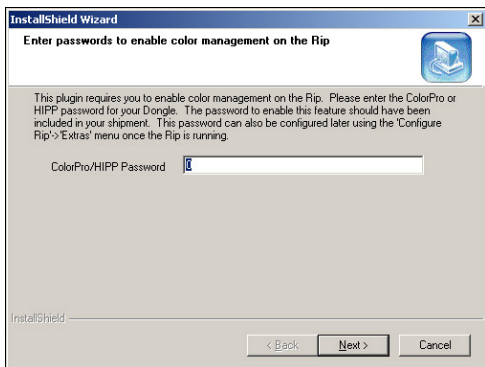 InstallShield Wizard
Enter passwords to enable color management on the Rip
This plugin requires you to enable color management on the Rip. Please enter the ColorPro or
HIPP password for your Dongle. The password to enable this feature should have been
included in your shipment. This password can also be configured later using the 'Configure
Rip'->'Extras' menu once the Rip is running.
ColorPro/HIPP Password 0
InstallShield
< Back Next > Cancel